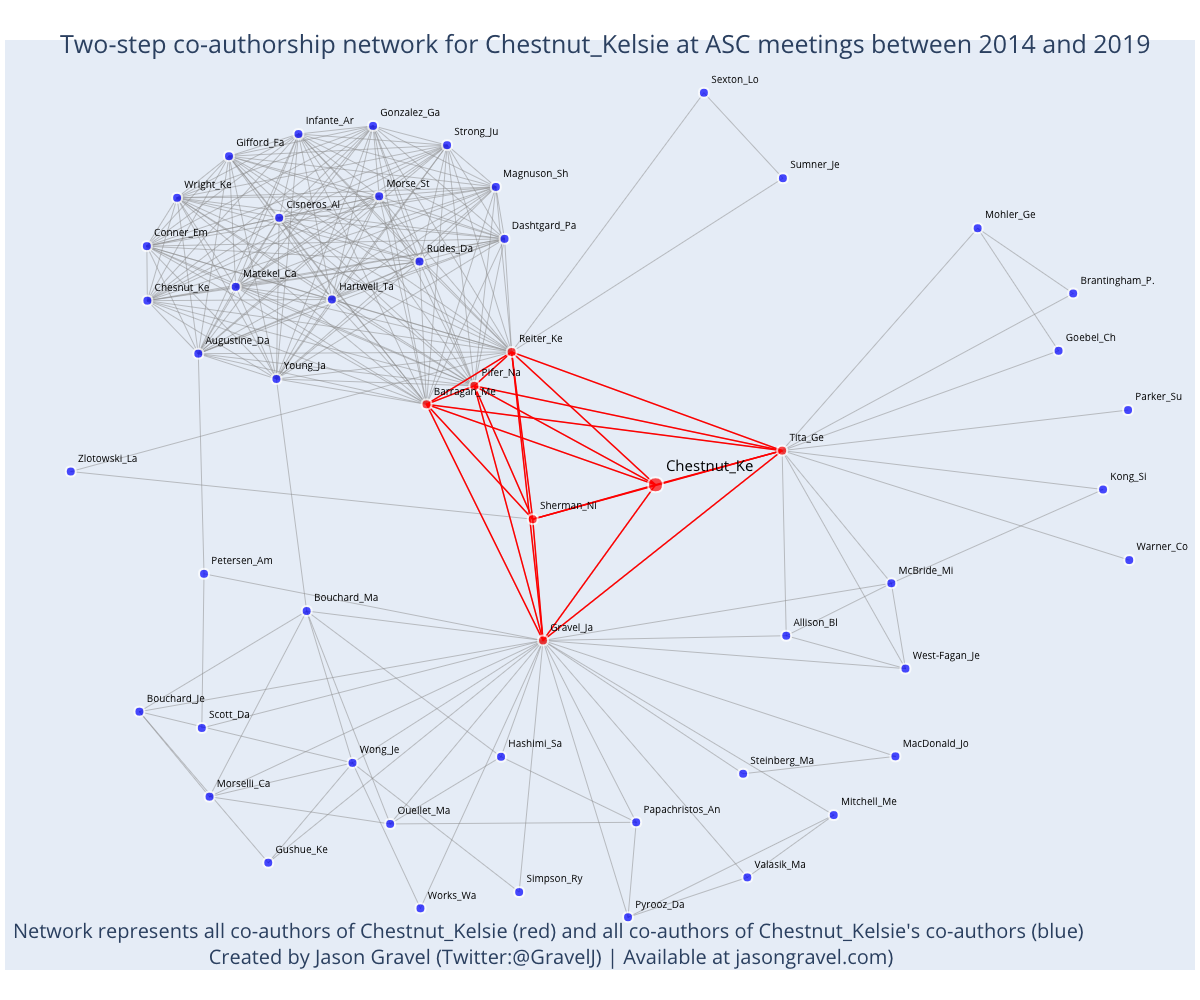 Two-step co-authorship network for Chestnut_Kelsie at ASC meetings between 2014 and 2019
Sexton_Lo
Gonzalez_Ga
Infante_Ar
Strong_Ju
Gifford_Fa
Sumner_Je
Magnuson_Sh
Wright_Ke
Morse_St
Cisneros_Al
Mohler_Ge
Dashtgard_Pa
Conner_Em
Rudes_Da
Matekel_Ca
Brantingham_P.
Chesnut_Ke
Hartwell_Ta
Reiter_Ke
Goebel_Ch
Augustine_Da
Young_Ja
Pifer_Na
Barragan_Me
Parker_Su
Tita_Ge
Zlotowski_La
Chestnut_Ke
Kong_Si
Sherman_Ni
Warner_Co
Petersen_Am
McBride_Mi
Bouchard_Ma
Gravel_Ja
Allison_Bl
West-Fagan_Je
Bouchard_Je
Scott_Da
Hashimi_Sa
MacDonald_Jo
Wong_Je
Steinberg_Ma
Morselli_Ca
Mitchell_Me
Ouellet_Ma
Papachristos_An
Gushue_Ke
Valasik_Ma
Simpson_Ry
Works_Wa
Pyrooz_Da
Network represents all co-authors of Chestnut_Kelsie (red) and all co-authors of Chestnut_Kelsie's co-authors (blue)
Created by Jason Gravel (Twitter:@GravelJ) | Available at jasongravel.com)